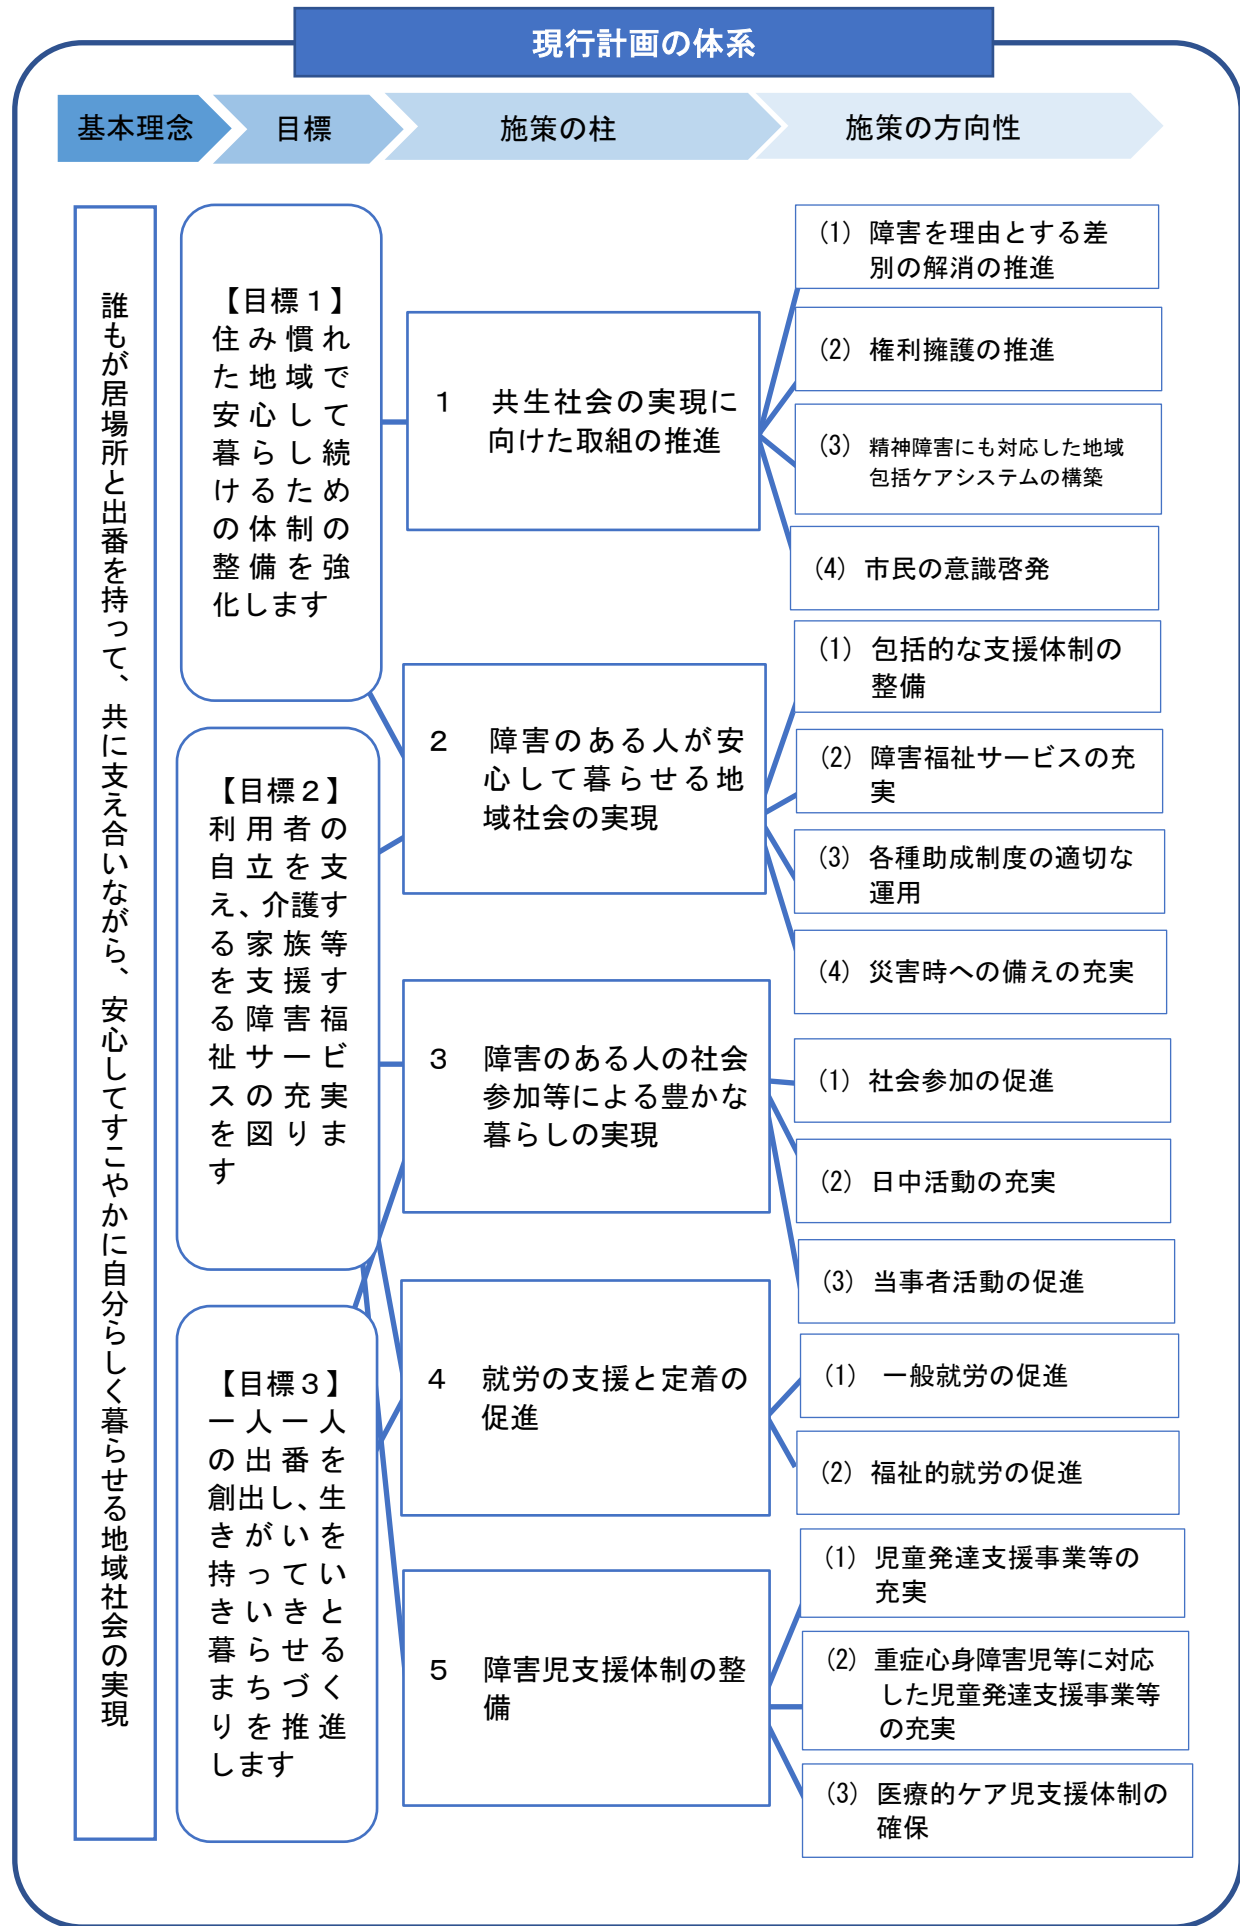 現行計画の体系
基本理念
目標
施策の柱
施策の方向性
誰もが居場所と出番を持って、共に支え合いながら、安心してすこやかに自分らしく暮らせる地域社会の実現
【目標１】
住み慣れ
た地域で
安心して
暮らし続
けるため
の体制の
整備を強
化します
【目標２】
利用者の
自立を支
え、介護す
る家族等
を支援す
る障害福
祉サービ
スの充実
を図りま
す
【目標３】
一人一人
の出番を
創出し、生
きがいを
持ってい
きいきと
暮らせる
まちづく
りを推進
します
１　共生社会の実現に
向けた取組の推進
(1) 障害を理由とする差
別の解消の推進
(2) 権利擁護の推進
(3) 精神障害にも対応した地域
包括ケアシステムの構築
(4) 市民の意識啓発
２　障害のある人が安
心して暮らせる地
域社会の実現
(1) 包括的な支援体制の
整備
(2) 障害福祉サービスの充
実
(3) 各種助成制度の適切な
運用
(4) 災害時への備えの充実
３　障害のある人の社会
参加等による豊かな
暮らしの実現
(1) 社会参加の促進
(2) 日中活動の充実
(3) 当事者活動の促進
４　就労の支援と定着の
促進
(1) 一般就労の促進
(2) 福祉的就労の促進
５　障害児支援体制の整
備
(1) 児童発達支援事業等の
充実
(2) 重症心身障害児等に対応
した児童発達支援事業等
の充実
(3) 医療的ケア児支援体制の
確保